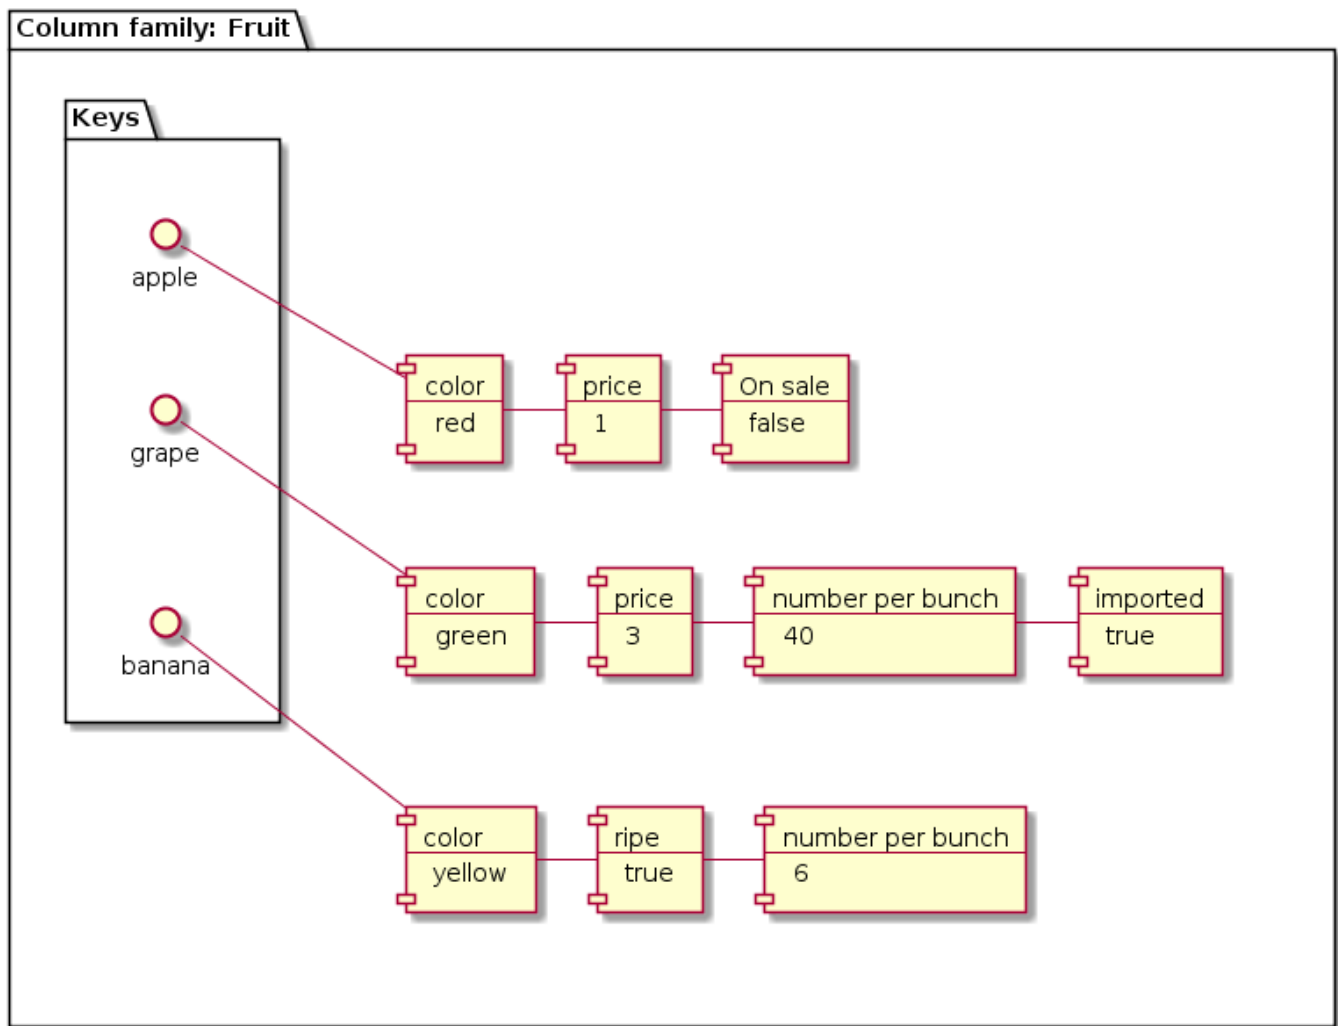 Column family: Fruit
Keys
apple
color
price
On sale
red
1
false
grape
color
price
number per bunch
imported
green
3
40
true
banana
color
ripe
number per bunch
yellow
true
6